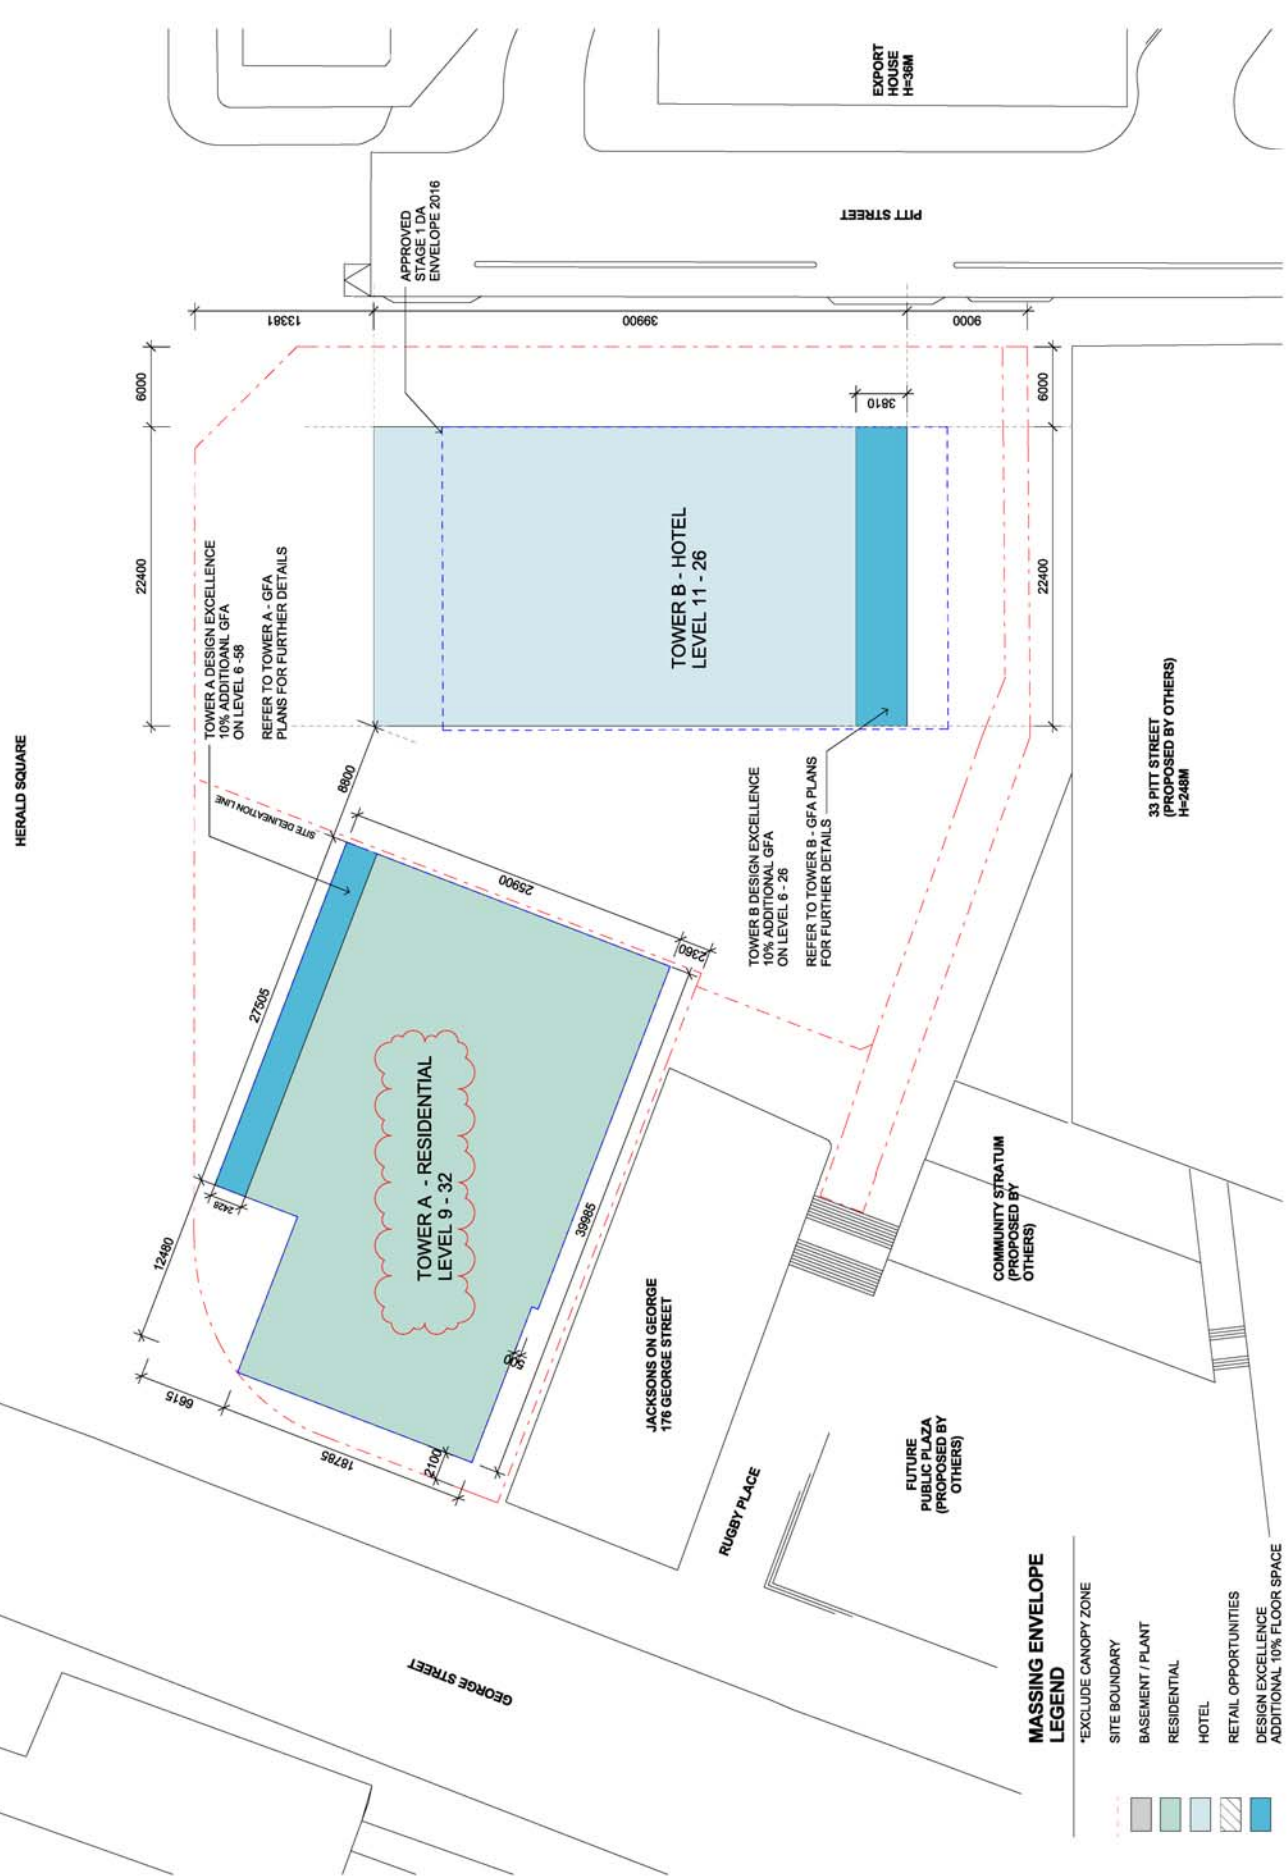 HERALD SQUARE
EXPORT
HOUSE
H=36M
PITT STREET
APPROVED
STAGE 1 DA
ENVELOPE 2016
13381
39900
9000
6000
6000
3810
22400
22400
TOWER A DESIGN EXCELLENCE
10% ADDITIOANL GFA
ON LEVEL 6 -58
REFER TO TOWER A - GFA
PLANS FOR FURTHER DETAILS
TOWER B - HOTEL
LEVEL 11 - 26
SITE DELINEATION LINE
8800
25900
2360
27505
TOWER B DESIGN EXCELLENCE
10% ADDITIONAL GFA
ON LEVEL 6 - 26
REFER TO TOWER B - GFA PLANS
FOR FURTHER DETAILS
33 PITT STREET
(PROPOSED BY OTHERS)
H=248M
TOWER A - RESIDENTIAL
LEVEL 9 - 32
2428
12480
39985
500
6615
18785
2100
JACKSONS ON GEORGE
176 GEORGE STREET
COMMUNITY STRATUM
(PROPOSED BY
OTHERS)
FUTURE
PUBLIC PLAZA
(PROPOSED BY
OTHERS)
RUGBY PLACE
GEORGE STREET
MASSING ENVELOPE
LEGEND
*EXCLUDE CANOPY ZONE
SITE BOUNDARY
BASEMENT / PLANT
RESIDENTIAL
HOTEL
RETAIL OPPORTUNITIES
DESIGN EXCELLENCE
ADDITIONAL 10% FLOOR SPACE